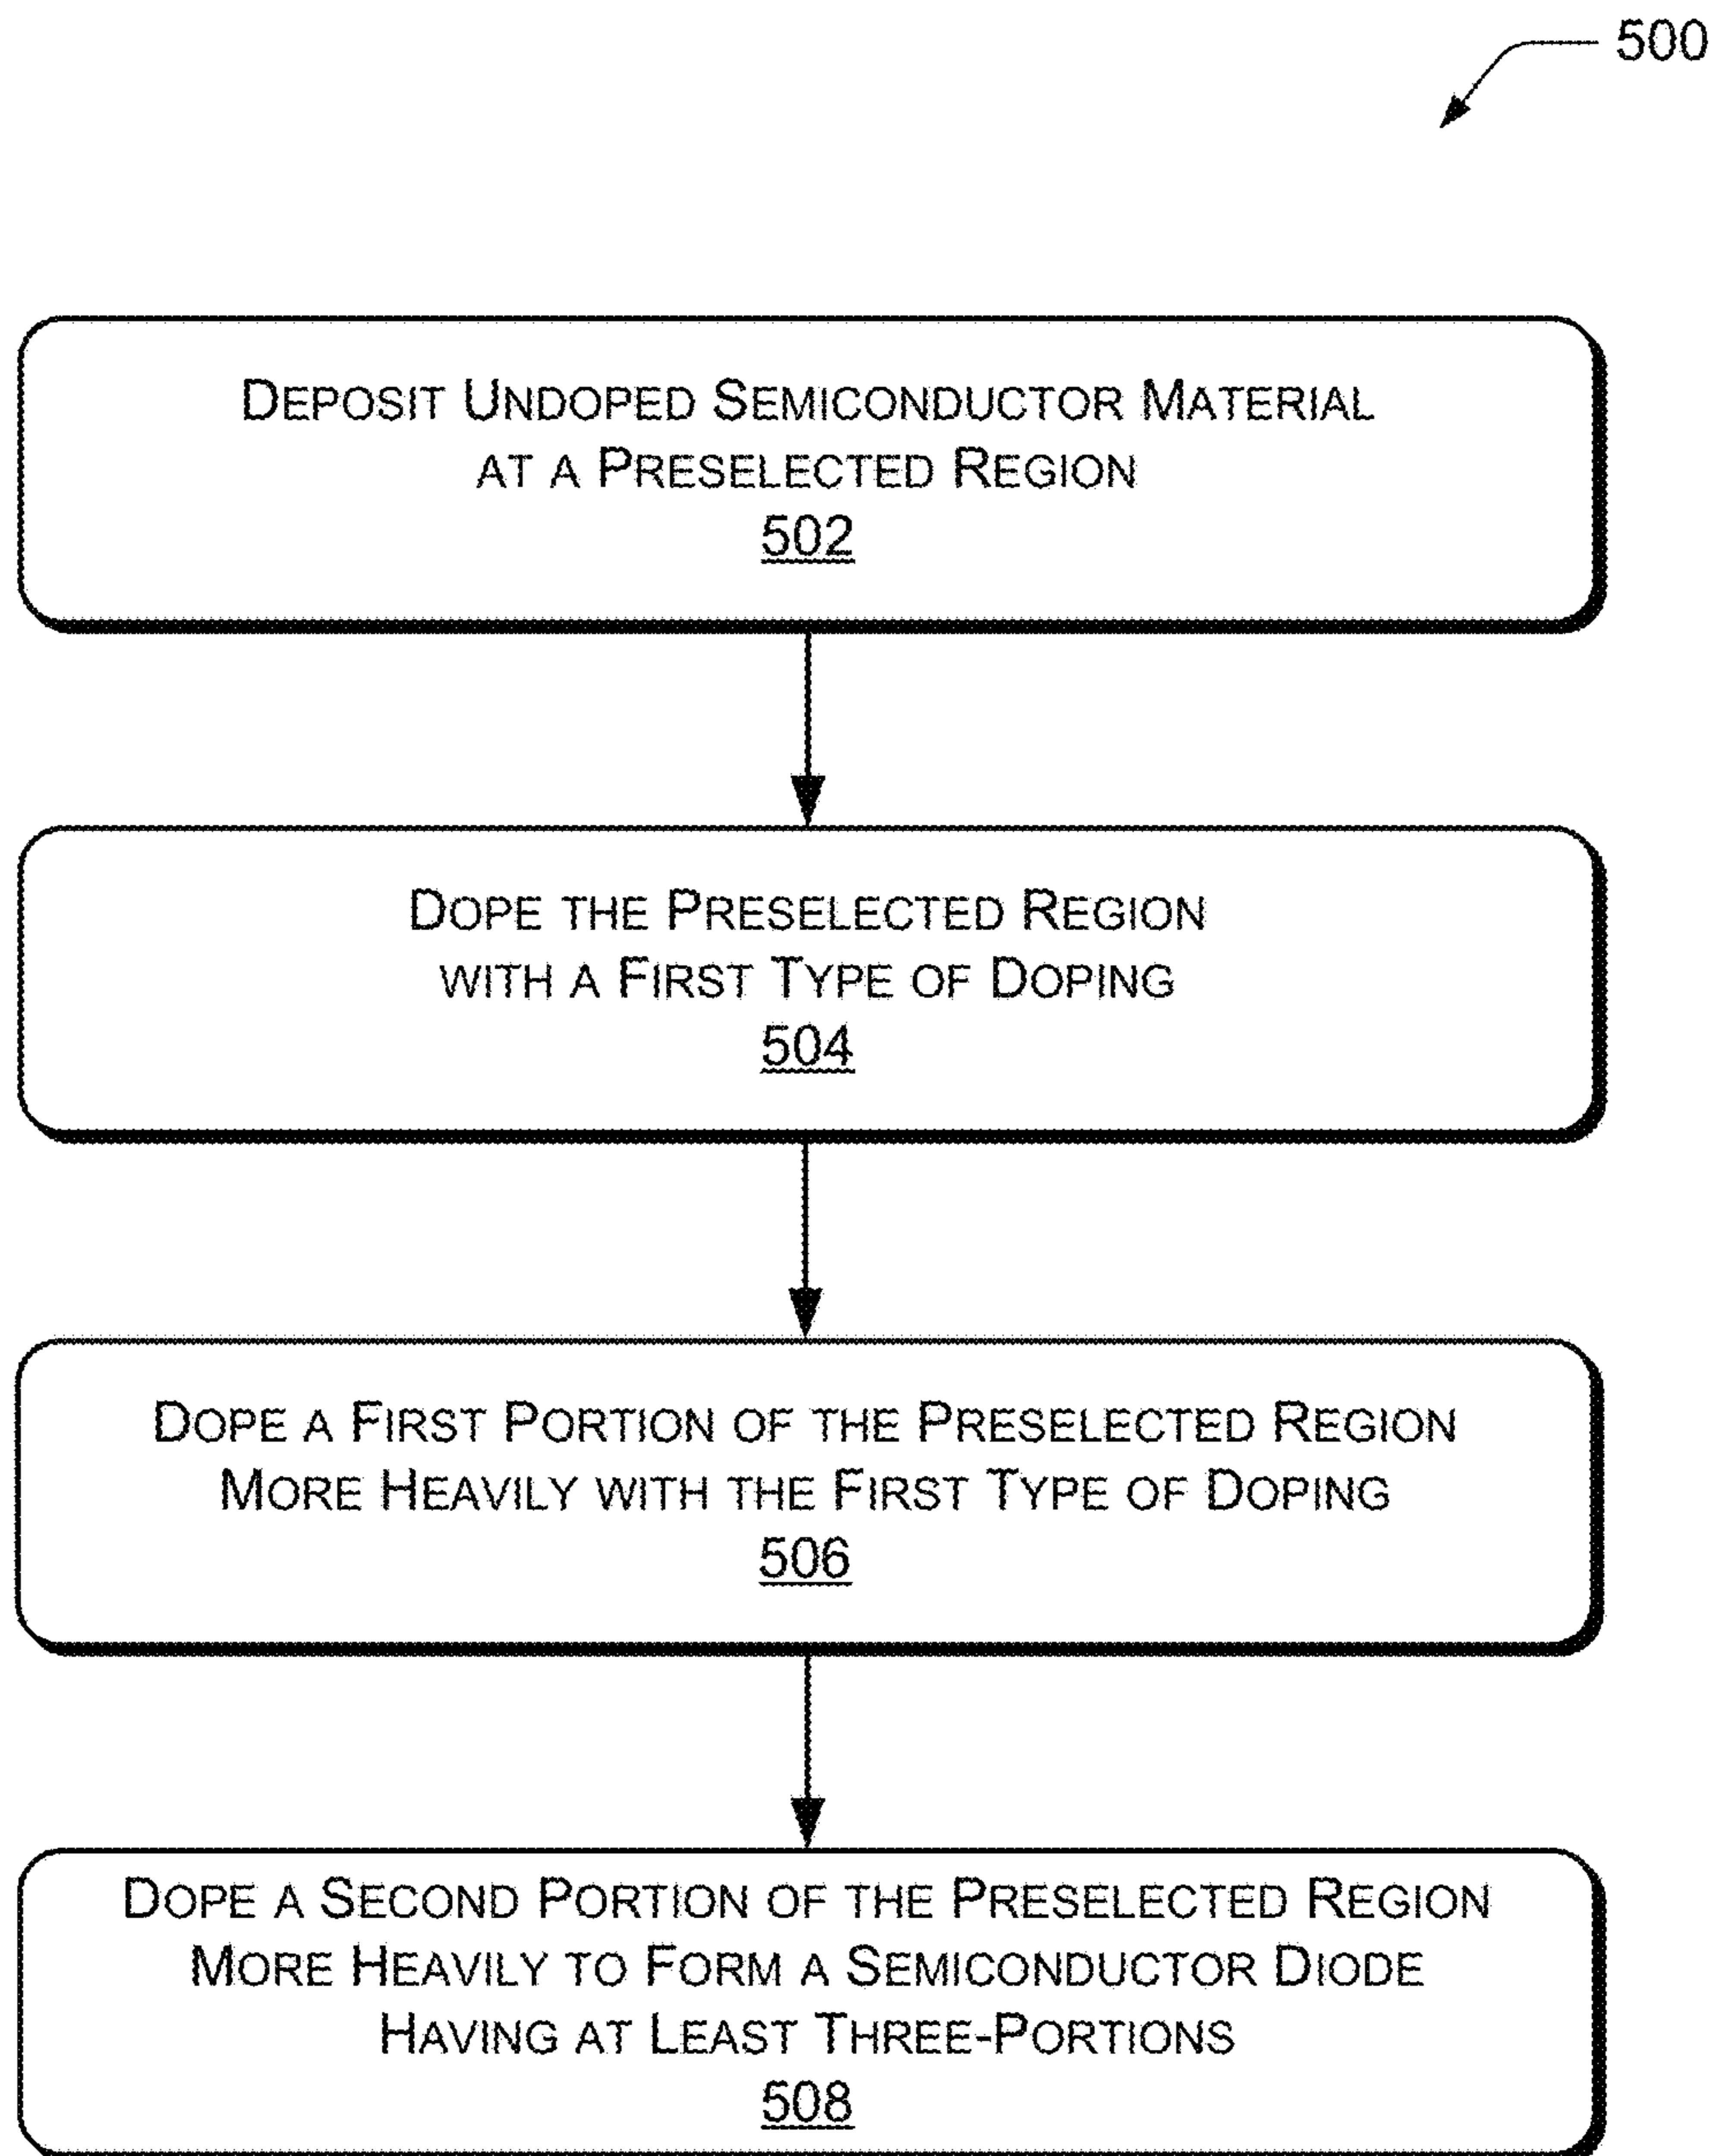 500
DEPOSIT UNDOPED SEMICONDUCTOR MATERIAL
AT A PRESELECTED REGION
502
DOPE THE PRESELECTED REGION
WITH A FIRST TYPE OF DOPING
504
DOPE A FIRST PORTION OF THE PRESELECTED REGION
MORE HEAVILY WITH THE FIRST TYPE OF DOPING
506
DOPE A SECOND PORTION OF THE PRESELECTED REGION
MORE HEAVILY TO FORM A SEMICONDUCTOR DIODE
HAVING AT LEAST THREE-PORTIONS
508